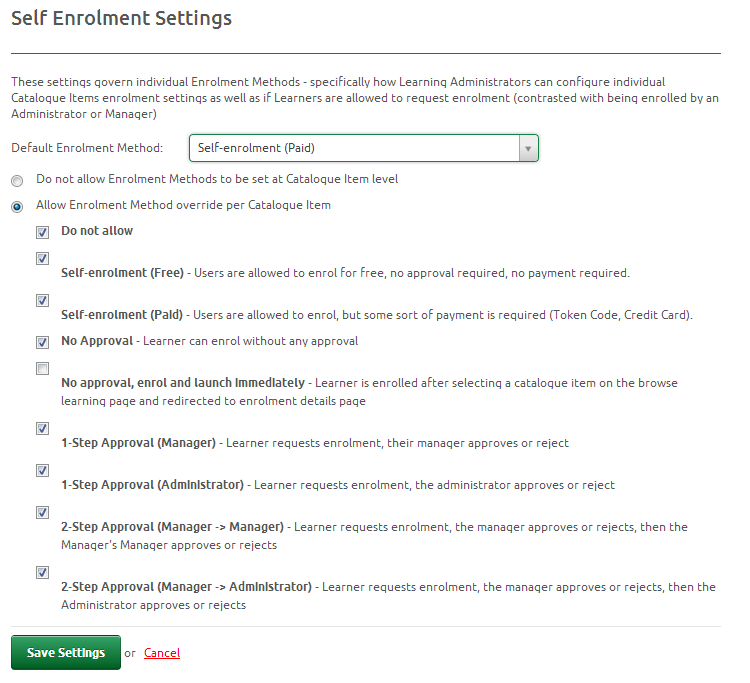 Self Enrolment Settings
These settings govern individual Enrolment Methods - specifically how Learning Administrators can configure individual
Catalogue Items enrolment settings as well as if Learners are allowed to request enrolment (contrasted with being enrolled by an
Administrator or Manager)
Default Enrolment Method: Self-enrolment (Paid)
Do not allow Enrolment Methods to be set at Catalogue Item level
Allow Enrolment Method override per Catalogue Item
Do not allow
Self-enrolment (Free) - Users are allowed to enrol for free, no approval required, no payment required.
Self-enrolment (Paid) - Users are allowed to enrol, but some sort of payment is required (Token Code, Credit Card).
No Approval - Learner can enrol without any approval
No approval, enrol and launch immediately - Learner is enrolled after selecting a catalogue item on the browse
learning page and redirected to enrolment details page
1-Step Approval (Manager) - Learner requests enrolment, their manager approves or reject
1-Step Approval (Administrator) - Learner requests enrolment, the administrator approves or reject
2-Step Approval (Manager -> Manager) - Learner requests enrolment, the manager approves or rejects, then the
Manager's Manager approves or rejects
2-Step Approval (Manager -> Administrator) - Learner requests enrolment, the manager approves or rejects, then the
Administrator approves or rejects
Save Settings or Cancel